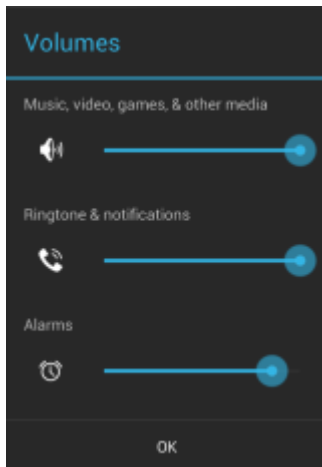 Volumes
Music, video, games, & other media
Ringtone & notifications
Alarms
OK